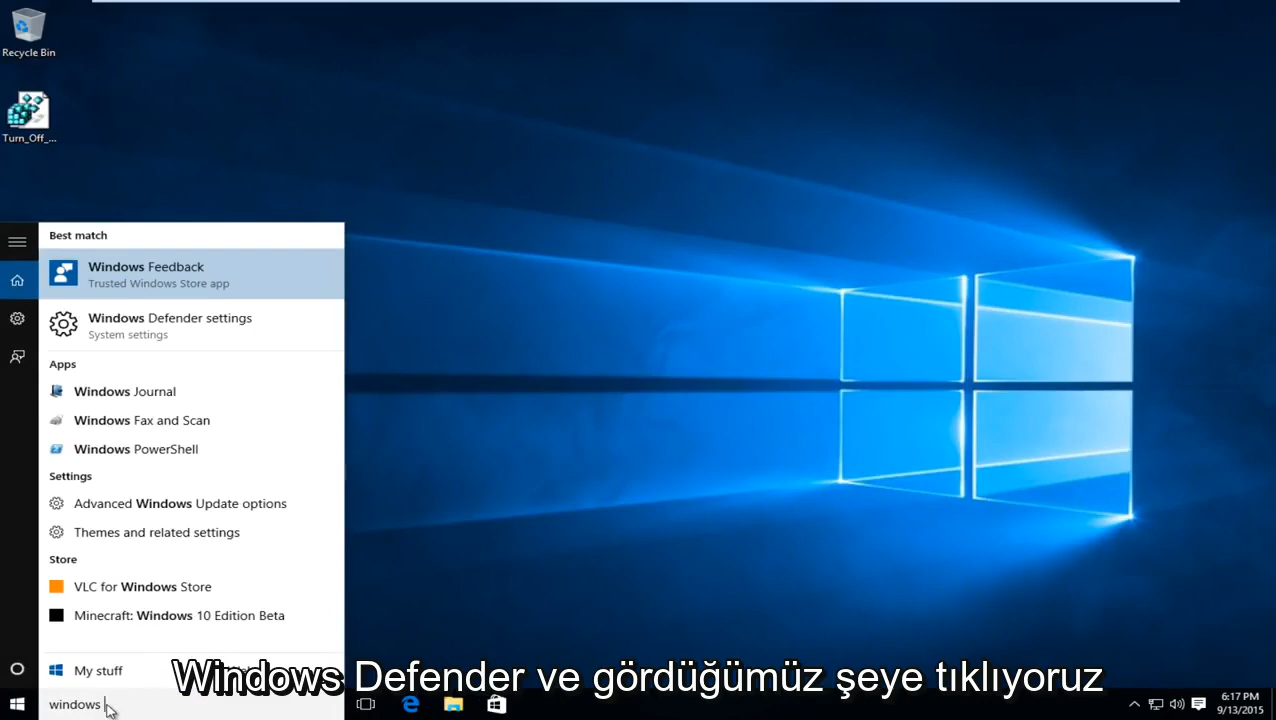 Recycle Bin
Turn_Off_...
Best match
Windows Feedback
Trusted Windows Store app
Windows Defender settings
System settings
Apps
Windows Journal
Windows Fax and Scan
Windows PowerShell
Settings
Advanced Windows Update options
Themes and related settings
Store
VLC for Windows Store
Minecraft: Windows 10 Edition Beta
My stuff
Windows Defender ve gördüğümüz şeye tıklıyoruz
windows
6:17 PM
9/13/2015